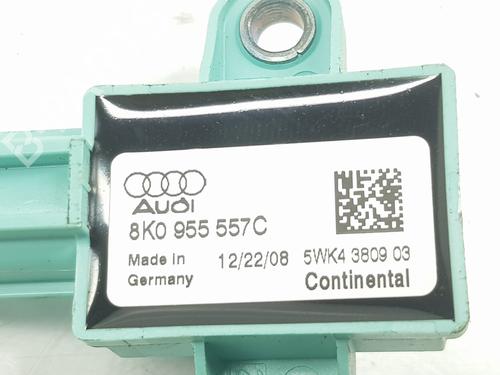 Audi
8K0 955 557C
Made in Germany
12/22/08
5WK4 3809 03
Continental